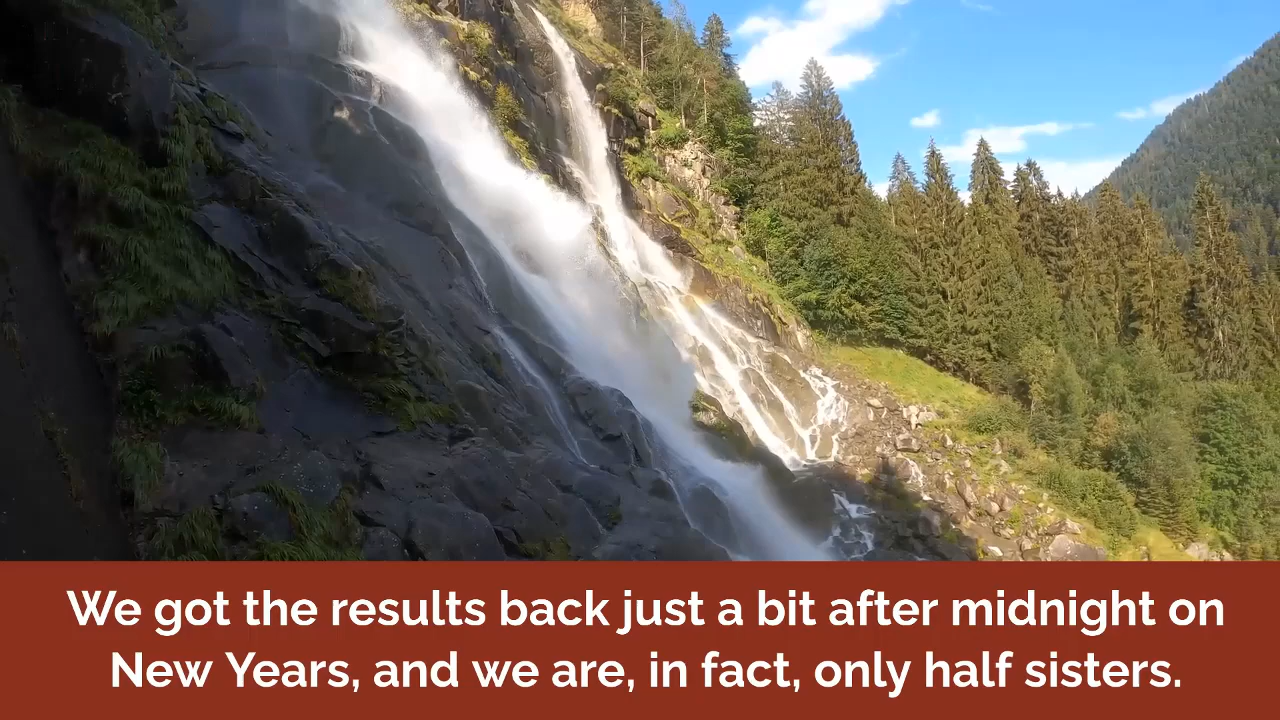 We got the results back just a bit after midnight on
New Years, and we are, in fact, only half sisters.